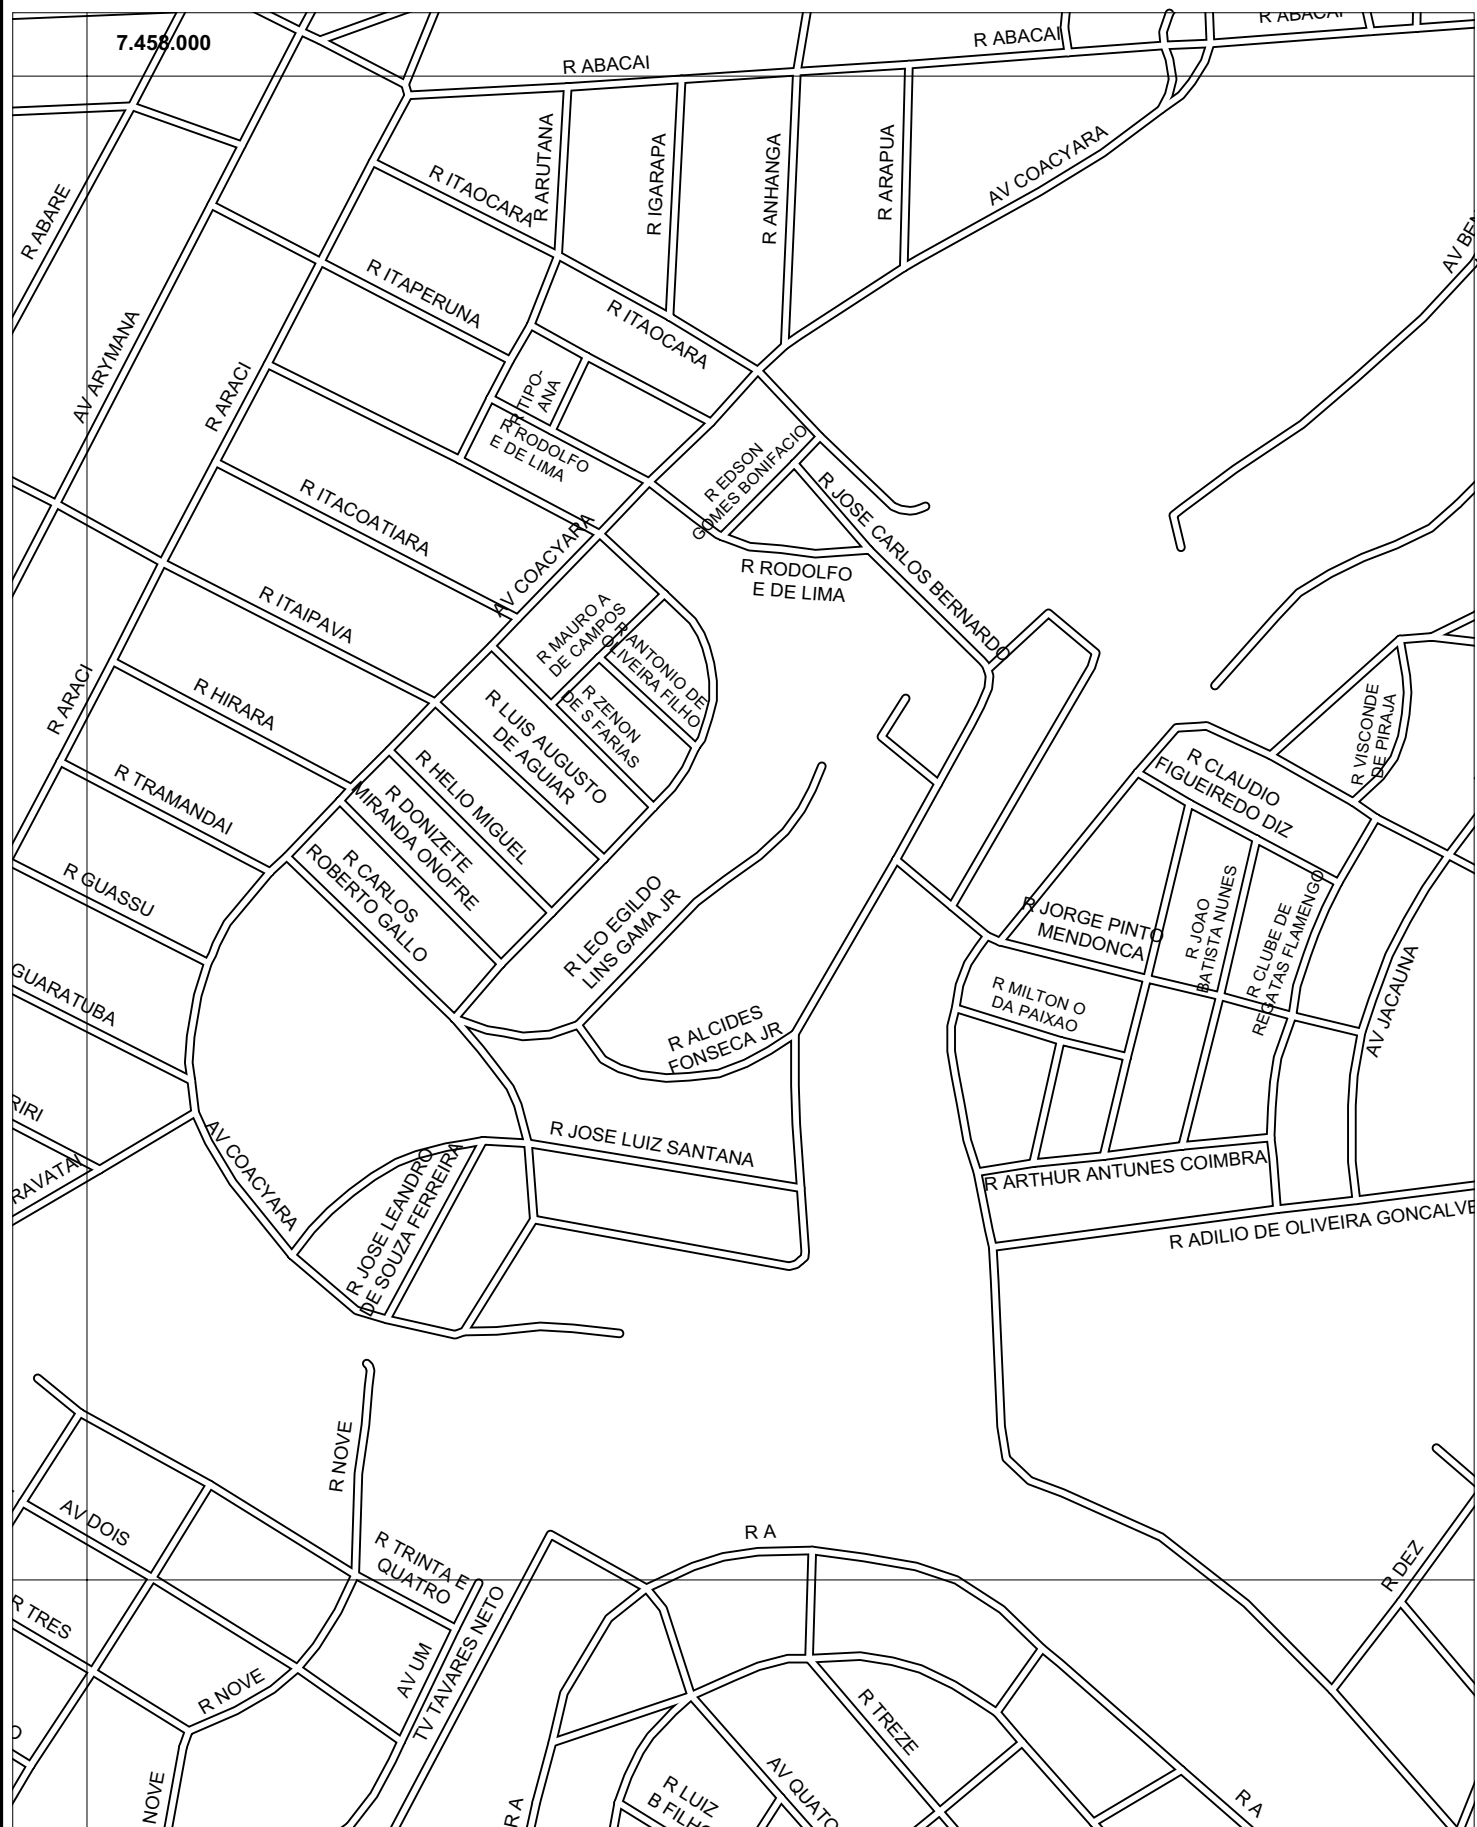 7.458.000
R ABACAI
R ABACAI
R ABACAI
R ABARE
R ITAOCARA
R ARUTANA
R IGARAPA
R ANHANGA
R ARAPUA
AV COACYARA
R ITAPERUNA
R ITAOCARA
AV ARYMANA
R ARACI
R TIPO-
ANA
R RODOLFO
E DE LIMA
R EDSON
GOMES BONIFACIO
R JOSE CARLOS BERNARDO
R ITACOATIARA
AV COACYARA
R RODOLFO
E DE LIMA
R ITAIPAVA
R MAURO A
DE CAMPOS
R ANTONIO DE
OLIVEIRA FILHO
R ARACI
R HIRARA
R ZENON
DE S FARIAS
R LUIS AUGUSTO
DE AGUIAR
R VISCONDE
DE PIRAJA
R TRAMANDAI
R HELIO MIGUEL
R DONIZETE
MIRANDA ONOFRE
R CLAUDIO
FIGUEIREDO DIZ
R GUASSU
R CARLOS
ROBERTO GALLO
R LEO EGILDO
LINS GAMA JR
R JORGE PINTO
MENDONCA
R JOAO
BATISTA NUNES
R CLUBE DE
REGATAS FLAMENGO
GUARATUBA
R MILTON O
DA PAIXAO
AV JACAUNA
R ALCIDES
FONSECA JR
RIRI
RAVATAI
AV COACYARA
R JOSE LUIZ SANTANA
R JOSE LEANDRO
DE SOUZA FERREIRA
R ARTHUR ANTUNES COIMBRA
R ADILIO DE OLIVEIRA GONCALVE
R NOVE
AV DOIS
R TRINTA E
QUATRO
R A
R DEZ
R TRES
AV UM
TV TAVARES NETO
R NOVE
R TREZE
NOVE
R A
R LUIZ
B FILHO
AV QUATO
R A